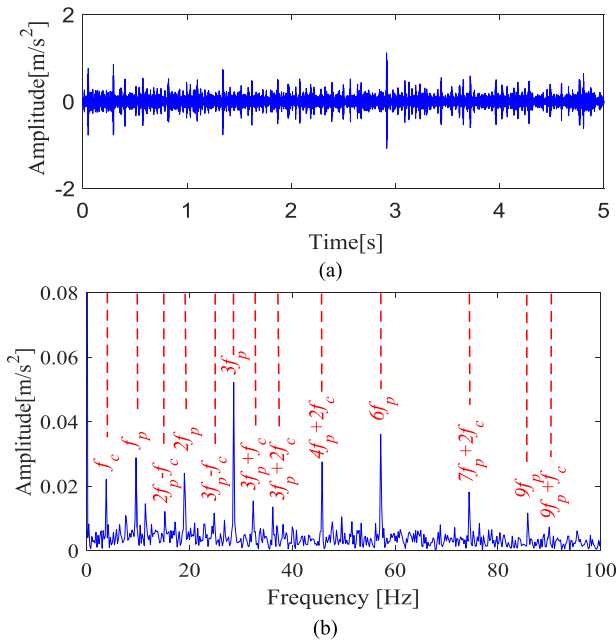 2
0
-2
Amplitude[m/s²]
0 1 2 3 4 5
Time[s]
(a)
0.08
0.06
0.04
0.02
0
Amplitude[m/s²]
f_c
f_p
2f_p-f_c
2f_p
3f_p-f_c
3f_p
3f_p+f_c
3f_p+2f_c
4f_p+2f_c
6f_p
7f_p+2f_c
9f_p
9f_p+f_c
0 20 40 60 80 100
Frequency [Hz]
(b)